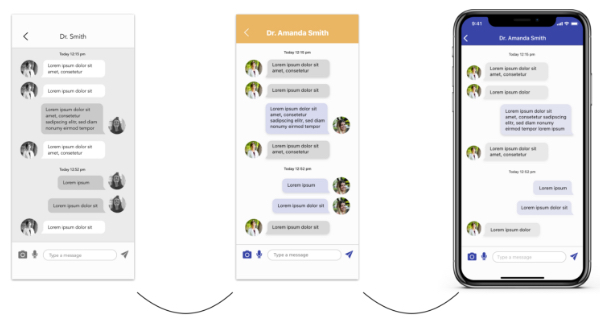 Dr. Smith
Today 12:10 pm
Lorem ipsum dolor sit
amet, consetetur
Lorem ipsum dolor sit
Lorem ipsum dolor sit
amet, consetetur
sadipscing elitr, sed diam
nonumy eirmod tempor
Lorem ipsum dolor sit
amet, consetetur
Today 12:52 pm
Lorem ipsum
Lorem ipsum dolor sit
Lorem ipsum dolor sit
Type a message
Dr. Amanda Smith
Today 12:10 pm
Lorem ipsum dolor sit
amet, consetetur
Lorem ipsum dolor sit
Lorem ipsum dolor sit
amet, consetetur
sadipscing elitr, sed diam
nonumy eirmod tempor
Lorem ipsum dolor sit
amet, consetetur
Today 12:52 pm
Lorem ipsum
Lorem ipsum dolor sit
Lorem ipsum dolor sit
Type a message
9:41
Dr. Amanda Smith
Today 12:15 pm
Lorem ipsum dolor sit
amet, consetetur
Lorem ipsum dolor
Lorem ipsum dolor sit
amet, consetetur
sadipscing elitr, sed diam
nonumy eirmod
tempor lorem ipsum
Lorem ipsum dolor sit
amet, consetetur
Today 12:53 pm
Lorem ipsum
Lorem ipsum dolor sit
Lorem ipsum dolor
Type a message